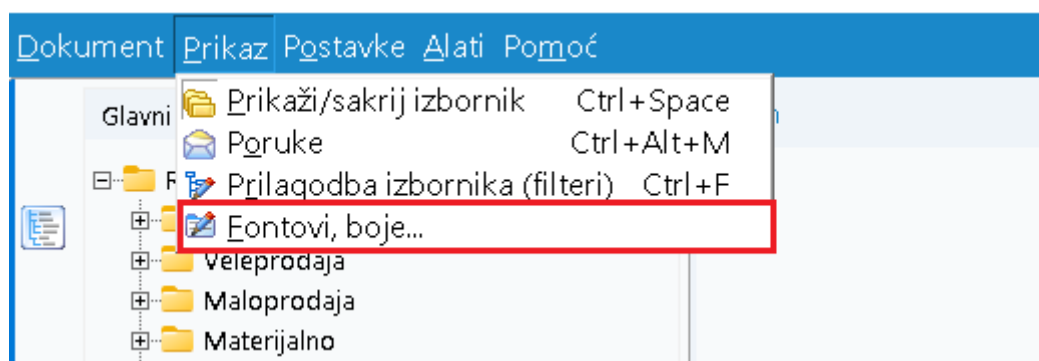 Dokument Prikaz Postavke Alati Pomoć
Glavni
Prikaži/sakrij izbornik Ctrl+Space
Poruke Ctrl+Alt+M
Prilagodba izbornika (filteri) Ctrl+F
Fontovi, boje...
Veleprodaja
Maloprodaja
Materijalno